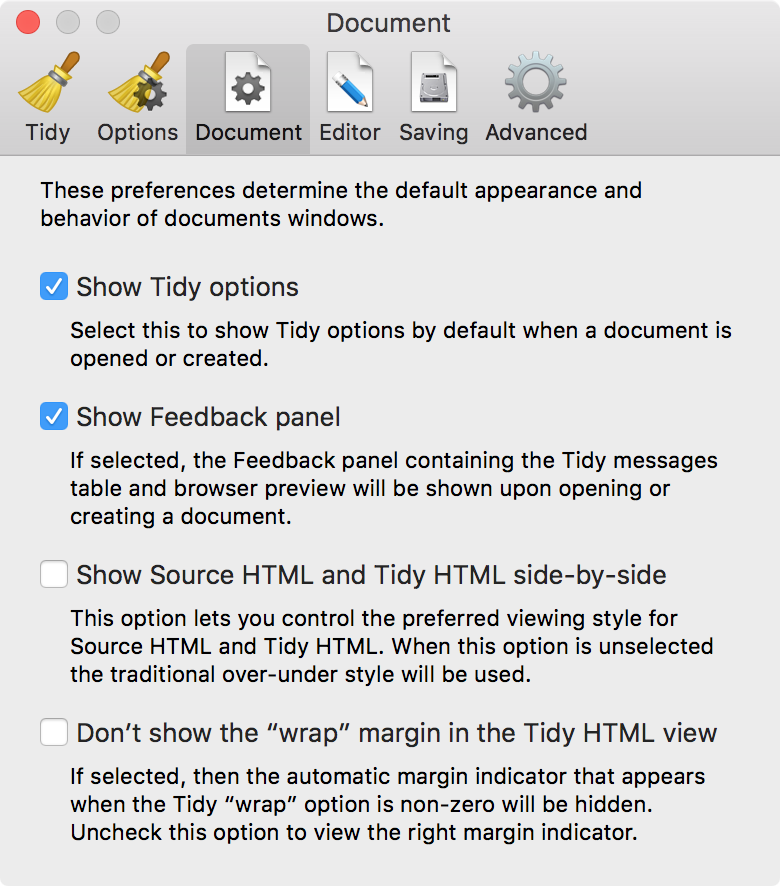 Document
Tidy Options Document Editor Saving Advanced
These preferences determine the default appearance and
behavior of documents windows.
Show Tidy options
Select this to show Tidy options by default when a document is
opened or created.
Show Feedback panel
If selected, the Feedback panel containing the Tidy messages
table and browser preview will be shown upon opening or
creating a document.
Show Source HTML and Tidy HTML side-by-side
This option lets you control the preferred viewing style for
Source HTML and Tidy HTML. When this option is unselected
the traditional over-under style will be used.
Don’t show the “wrap” margin in the Tidy HTML view
If selected, then the automatic margin indicator that appears
when the Tidy “wrap” option is non-zero will be hidden.
Uncheck this option to view the right margin indicator.